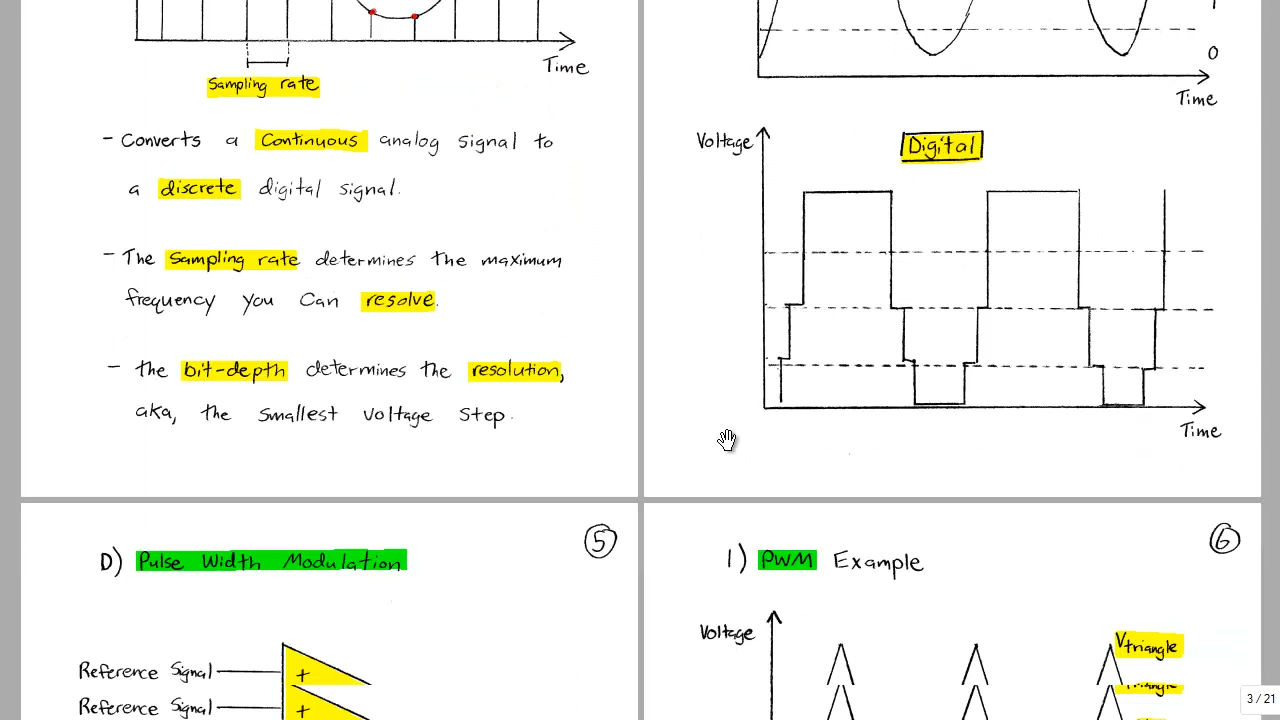 Time
Sampling rate
- Converts a Continuous analog Signal to
a discrete digital signal.
- The Sampling rate determines the maximum
frequency you Can resolve.
- the bit-depth determines the resolution,
aka, the Smallest Voltage Step.
1
0
Time
Voltage
Digital
Time
5
D) Pulse Width Modulation
Reference Signal
+
Reference Signal
+
6
1) PWM Example
Voltage
Vtriangle
3 / 21